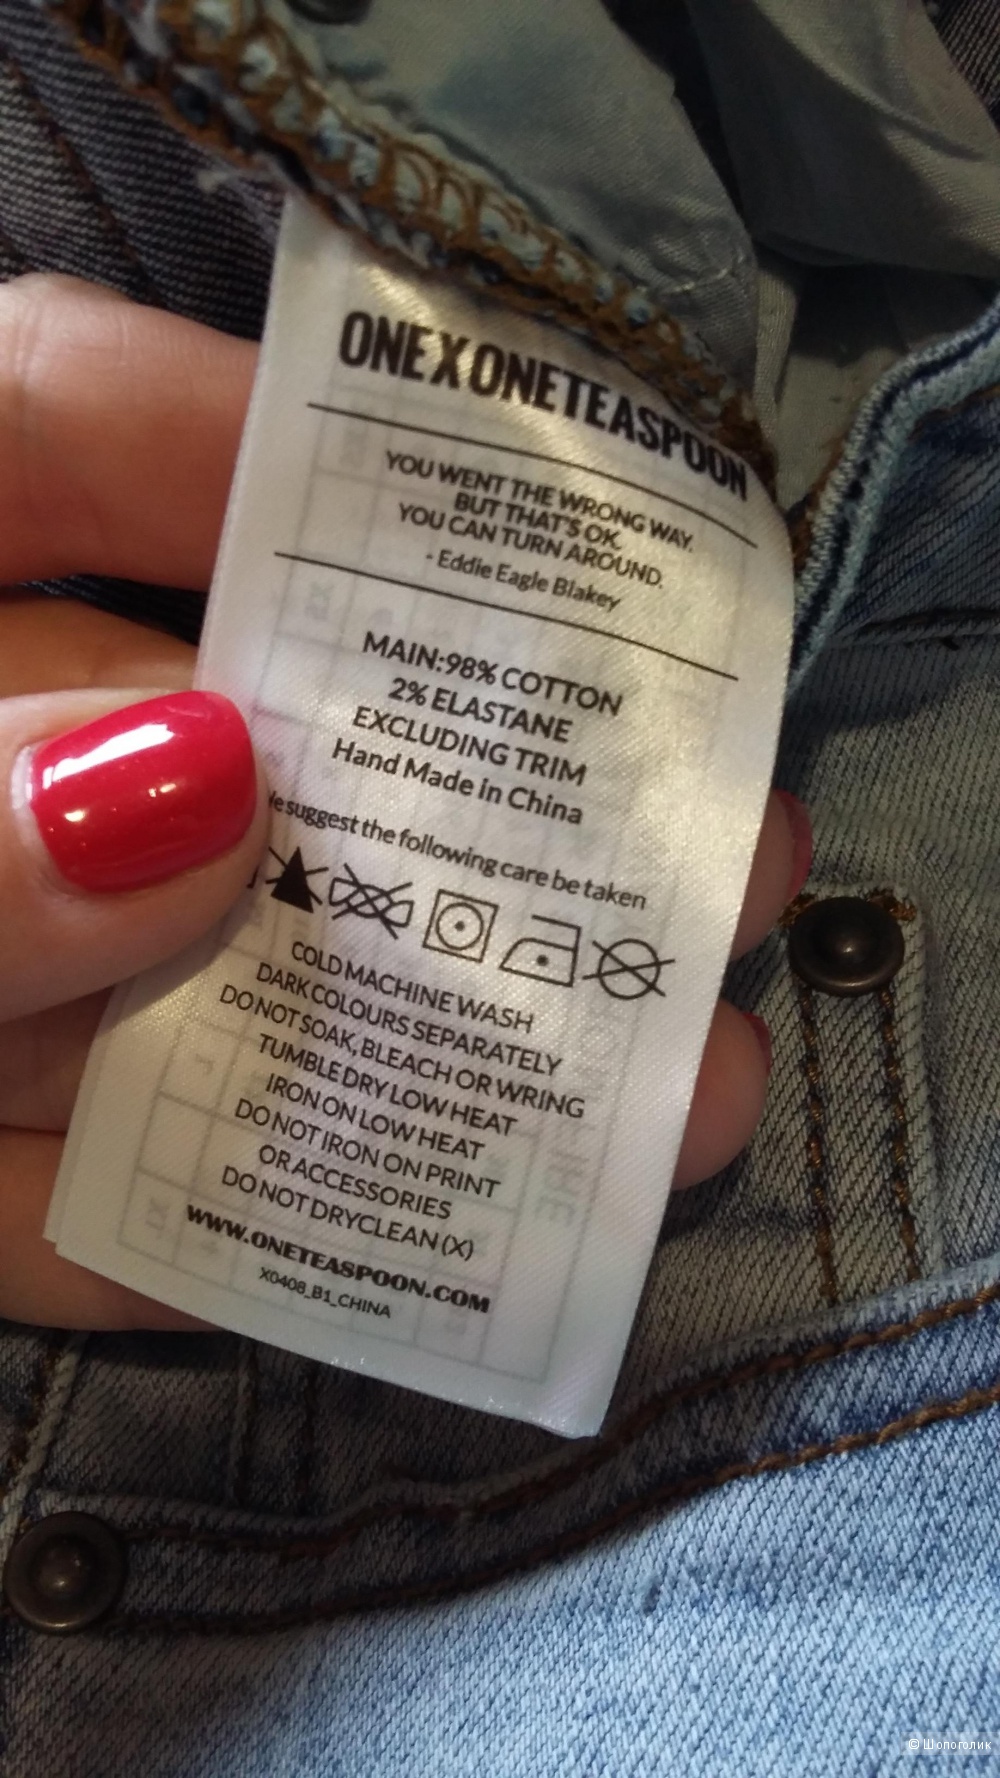 ONE X ONETEASPOON
YOU WENT THE WRONG WAY.
BUT THAT'S OK.
YOU CAN TURN AROUND.
- Eddie Eagle Blakey
MAIN:98% COTTON
2% ELASTANE
EXCLUDING TRIM
Hand Made in China
suggest the following care be taken
COLD MACHINE WASH
DARK COLOURS SEPARATELY
DO NOT SOAK, BLEACH OR WRING
TUMBLE DRY LOW HEAT
IRON ON LOW HEAT
DO NOT IRON ON PRINT
OR ACCESSORIES
DO NOT DRYCLEAN (X)
WWW.ONETEASPOON.COM
X0408_B1_CHINA
© Шопоголик